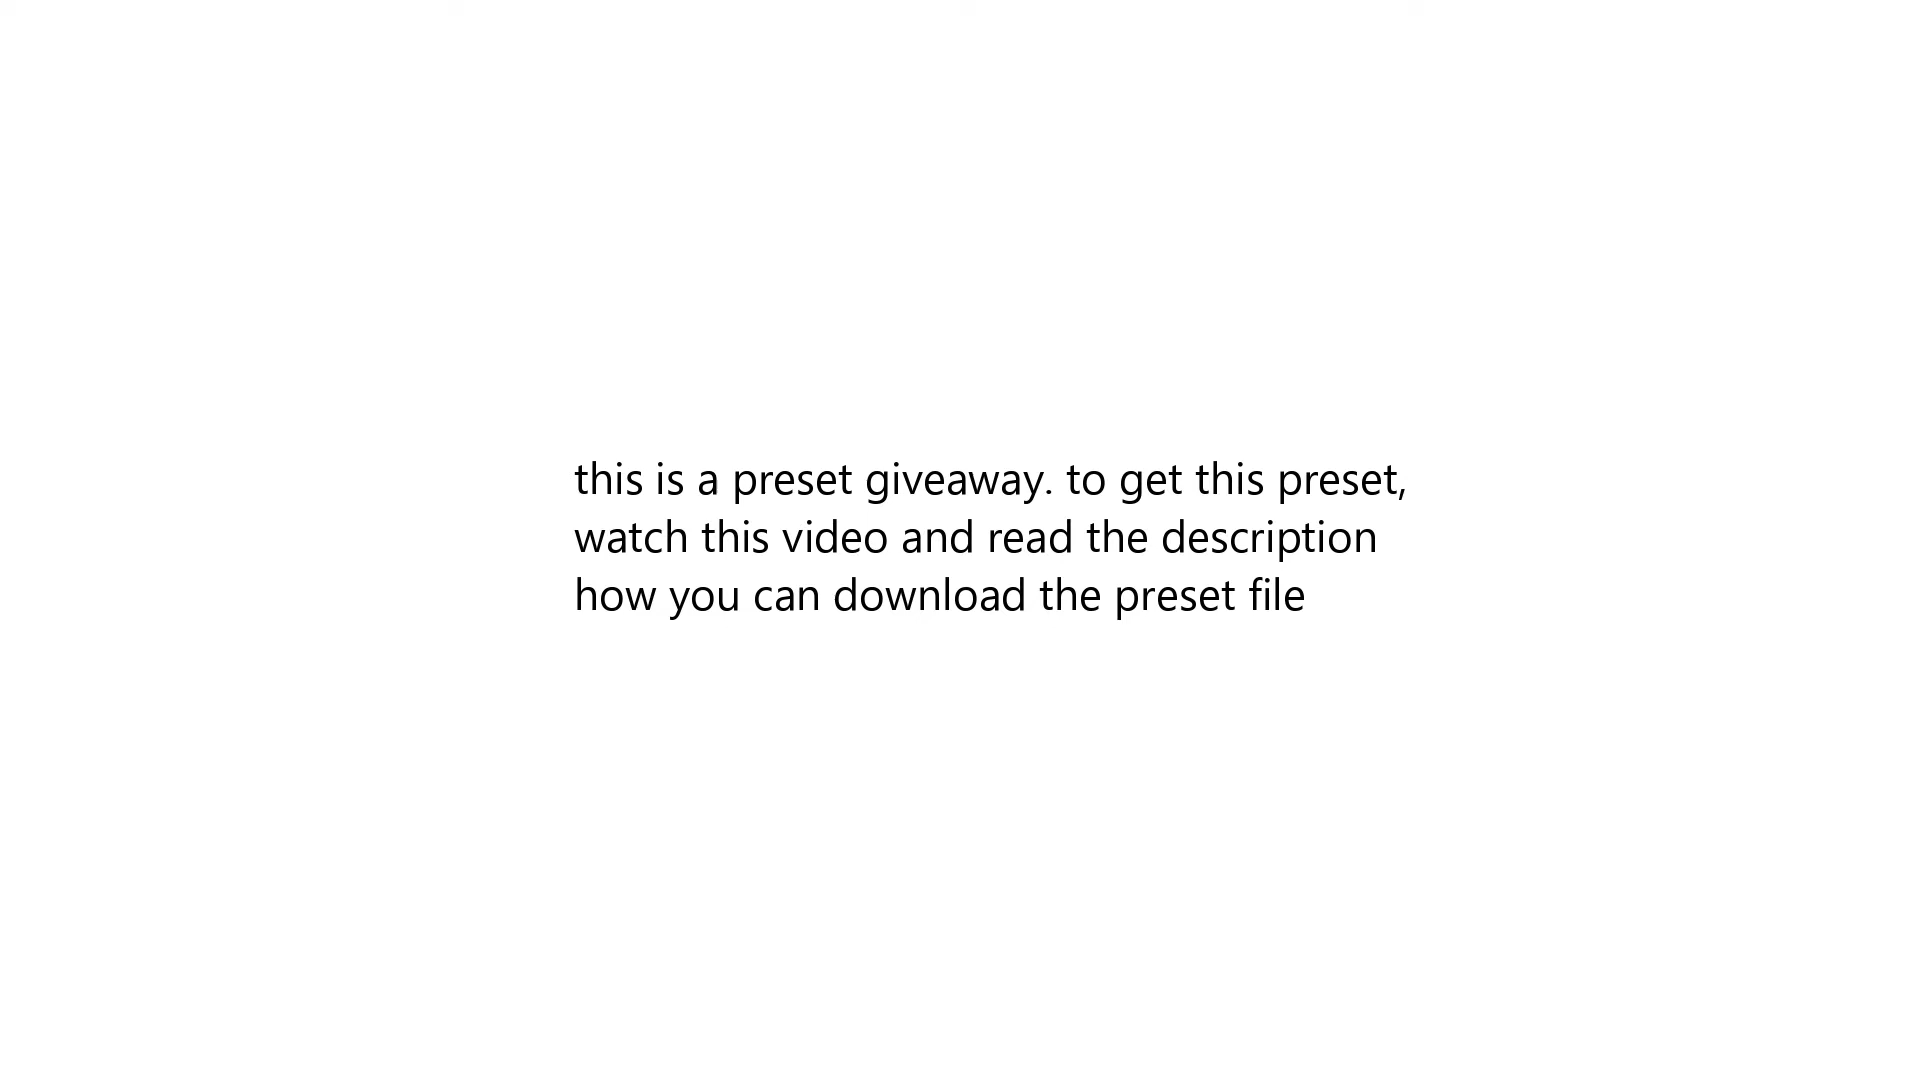 this is a preset giveaway. to get this preset,
watch this video and read the description
how you can download the preset file